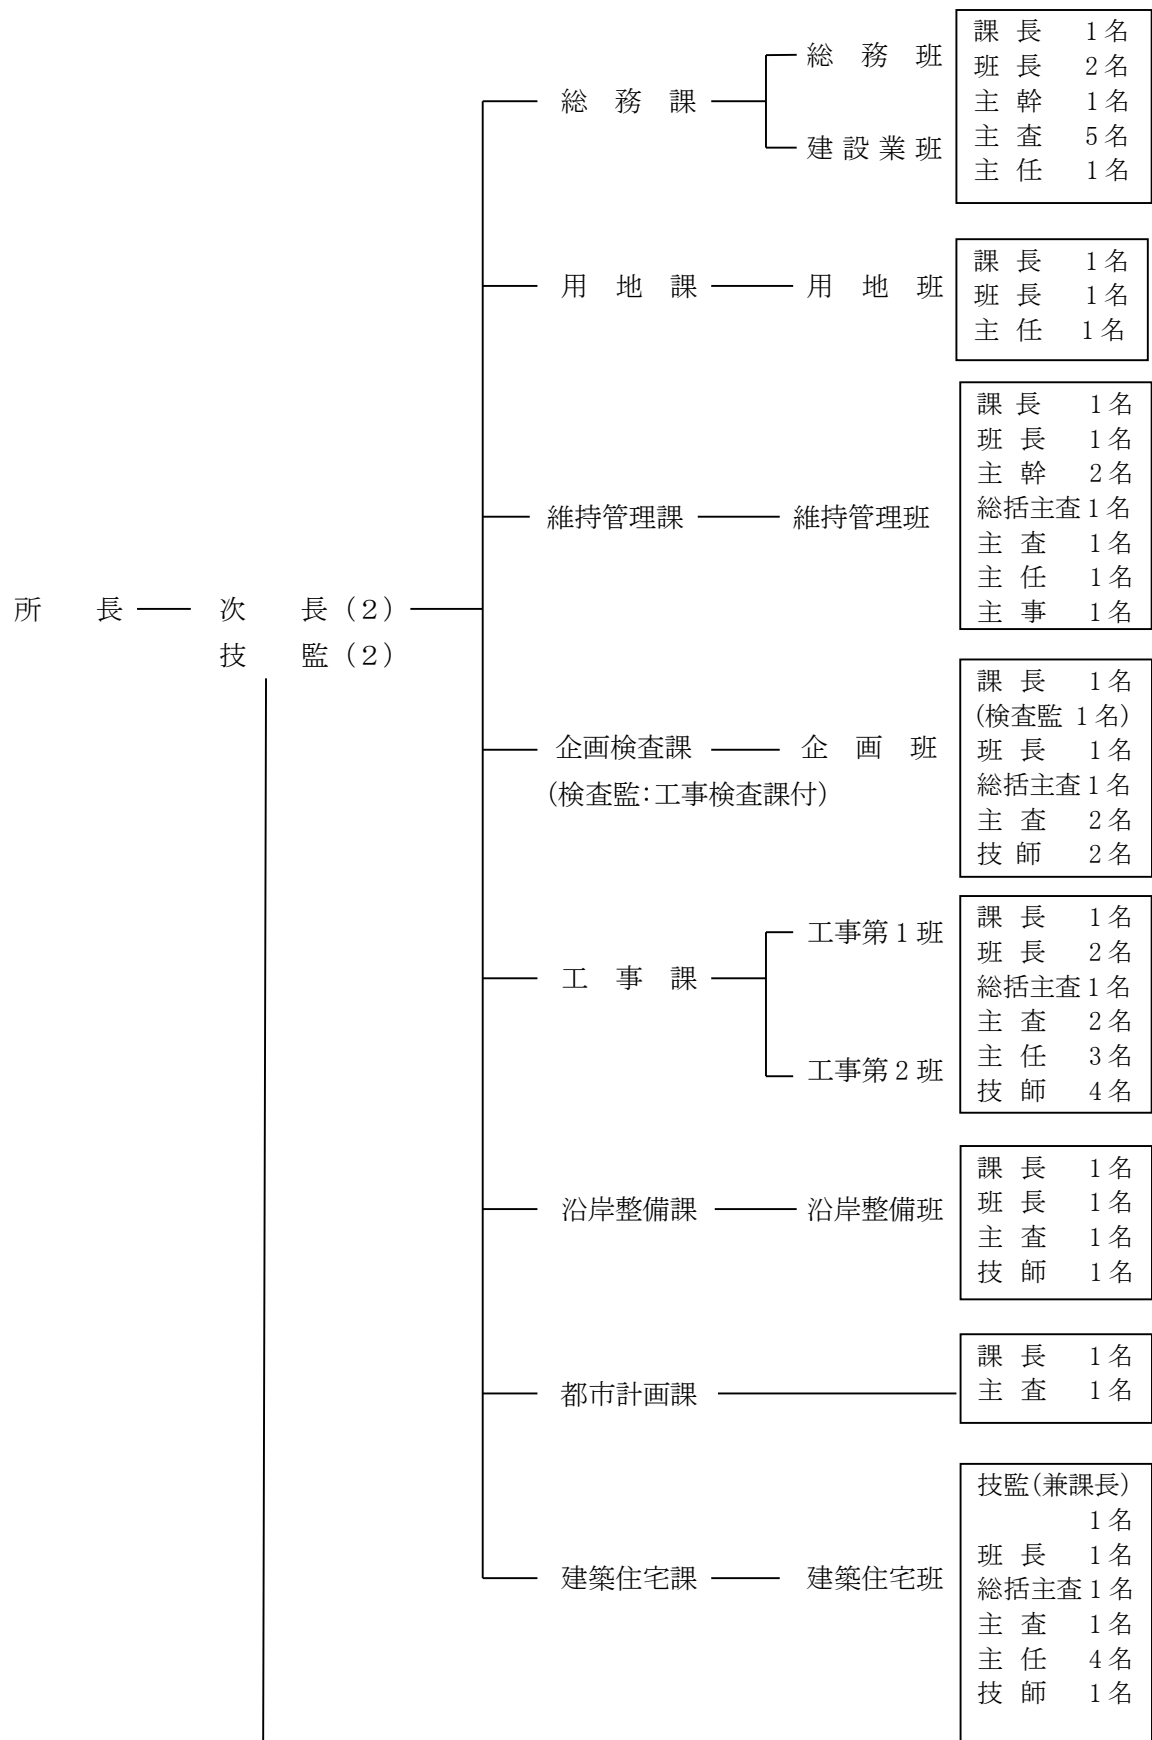 総務課
総務班
建設業班
課長 1名
班長 2名
主幹 1名
主査 5名
主任 1名
用地課
用地班
課長 1名
班長 1名
主任 1名
維持管理課
維持管理班
課長 1名
班長 1名
主幹 2名
総括主査1名
主査 1名
主任 1名
主事 1名
所長
次長(2)
技監(2)
企画検査課
(検査監:工事検査課付)
企画班
課長 1名
(検査監 1名)
班長 1名
総括主査1名
主査 2名
技師 2名
工事課
工事第1班
工事第2班
課長 1名
班長 2名
総括主査1名
主査 2名
主任 3名
技師 4名
沿岸整備課
沿岸整備班
課長 1名
班長 1名
主査 1名
技師 1名
都市計画課
課長 1名
主査 1名
建築住宅課
建築住宅班
技監(兼課長)
1名
班長 1名
総括主査1名
主査 1名
主任 4名
技師 1名